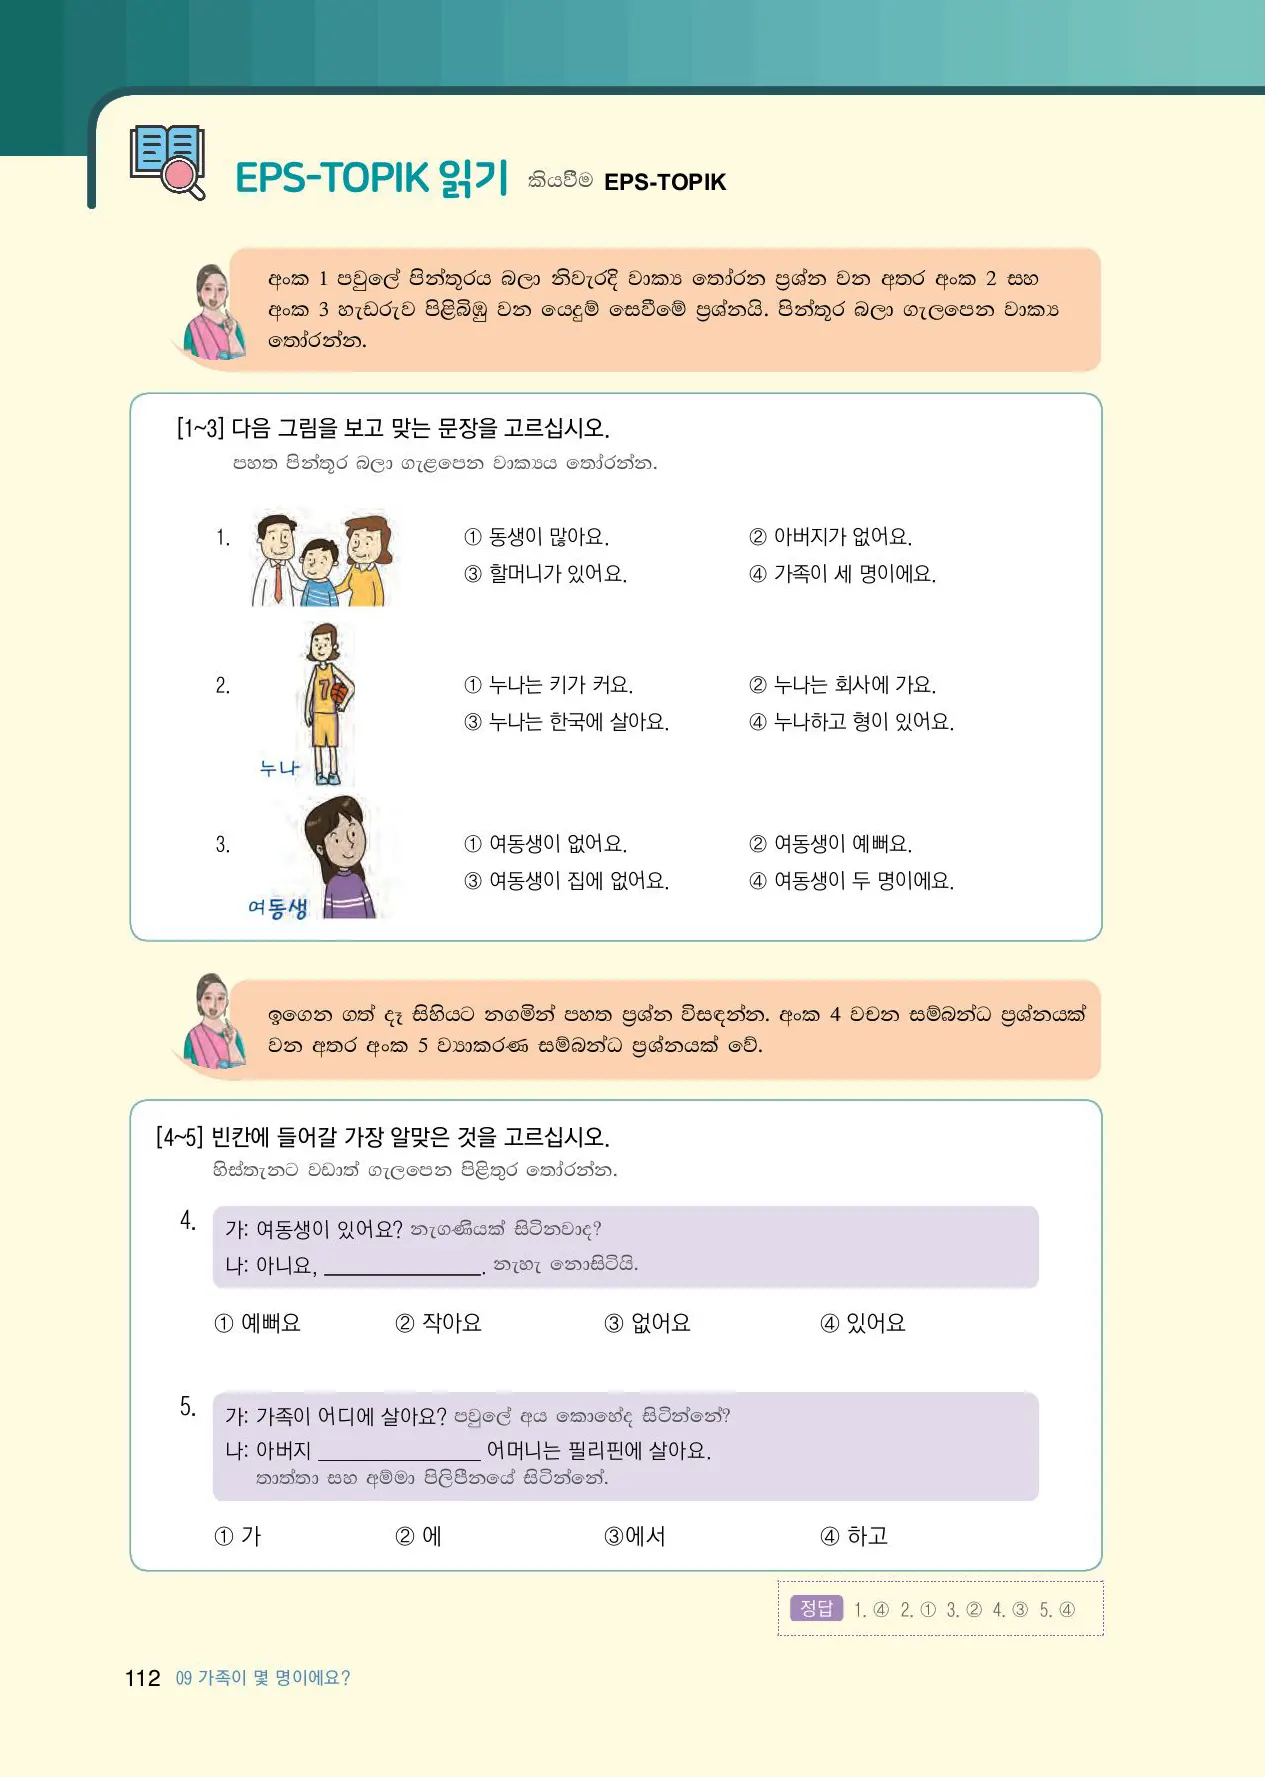 EPS-TOPIK 읽기 කියවීම EPS-TOPIK
අංක 1 පවුලේ පින්තූරය බලා නිවැරදි වාක්‍ය තෝරන ප්‍රශ්න වන අතර අංක 2 සහ
අංක 3 හැඩරුව පිළිබිඹු වන යෙදුම් සෙවීමේ ප්‍රශ්නයි. පින්තූර බලා ගැලපෙන වාක්‍ය
තෝරන්න.
[1~3] 다음 그림을 보고 맞는 문장을 고르십시오.
පහත පින්තූර බලා ගැළපෙන වාක්‍යය තෝරන්න.
1.
① 동생이 많아요. ② 아버지가 없어요.
③ 할머니가 있어요. ④ 가족이 세 명이에요.
7
2.
① 누나는 키가 커요. ② 누나는 회사에 가요.
③ 누나는 한국에 살아요. ④ 누나하고 형이 있어요.
누나
3.
① 여동생이 없어요. ② 여동생이 예뻐요.
③ 여동생이 집에 없어요. ④ 여동생이 두 명이에요.
여동생
ඉගෙන ගත් දෑ සිහියට නගමින් පහත ප්‍රශ්න විසඳන්න. අංක 4 වචන සම්බන්ධ ප්‍රශ්නයක්
වන අතර අංක 5 ව්‍යාකරණ සම්බන්ධ ප්‍රශ්නයක් වේ.
[4~5] 빈칸에 들어갈 가장 알맞은 것을 고르십시오.
හිස්තැනට වඩාත් ගැලපෙන පිළිතුර තෝරන්න.
4.
가: 여동생이 있어요? නැගණියක් සිටිනවාද?
나: 아니요, ______________. නැහැ නොසිටියි.
① 예뻐요 ② 작아요 ③ 없어요 ④ 있어요
5.
가: 가족이 어디에 살아요? පවුලේ අය කොහේද සිටින්නේ?
나: 아버지 ______________ 어머니는 필리핀에 살아요.
තාත්තා සහ අම්මා පිලිපීනයේ සිටින්නේ.
① 가 ② 에 ③에서 ④ 하고
정답 1. ④ 2. ① 3. ② 4. ③ 5. ④
112 09 가족이 몇 명이에요?